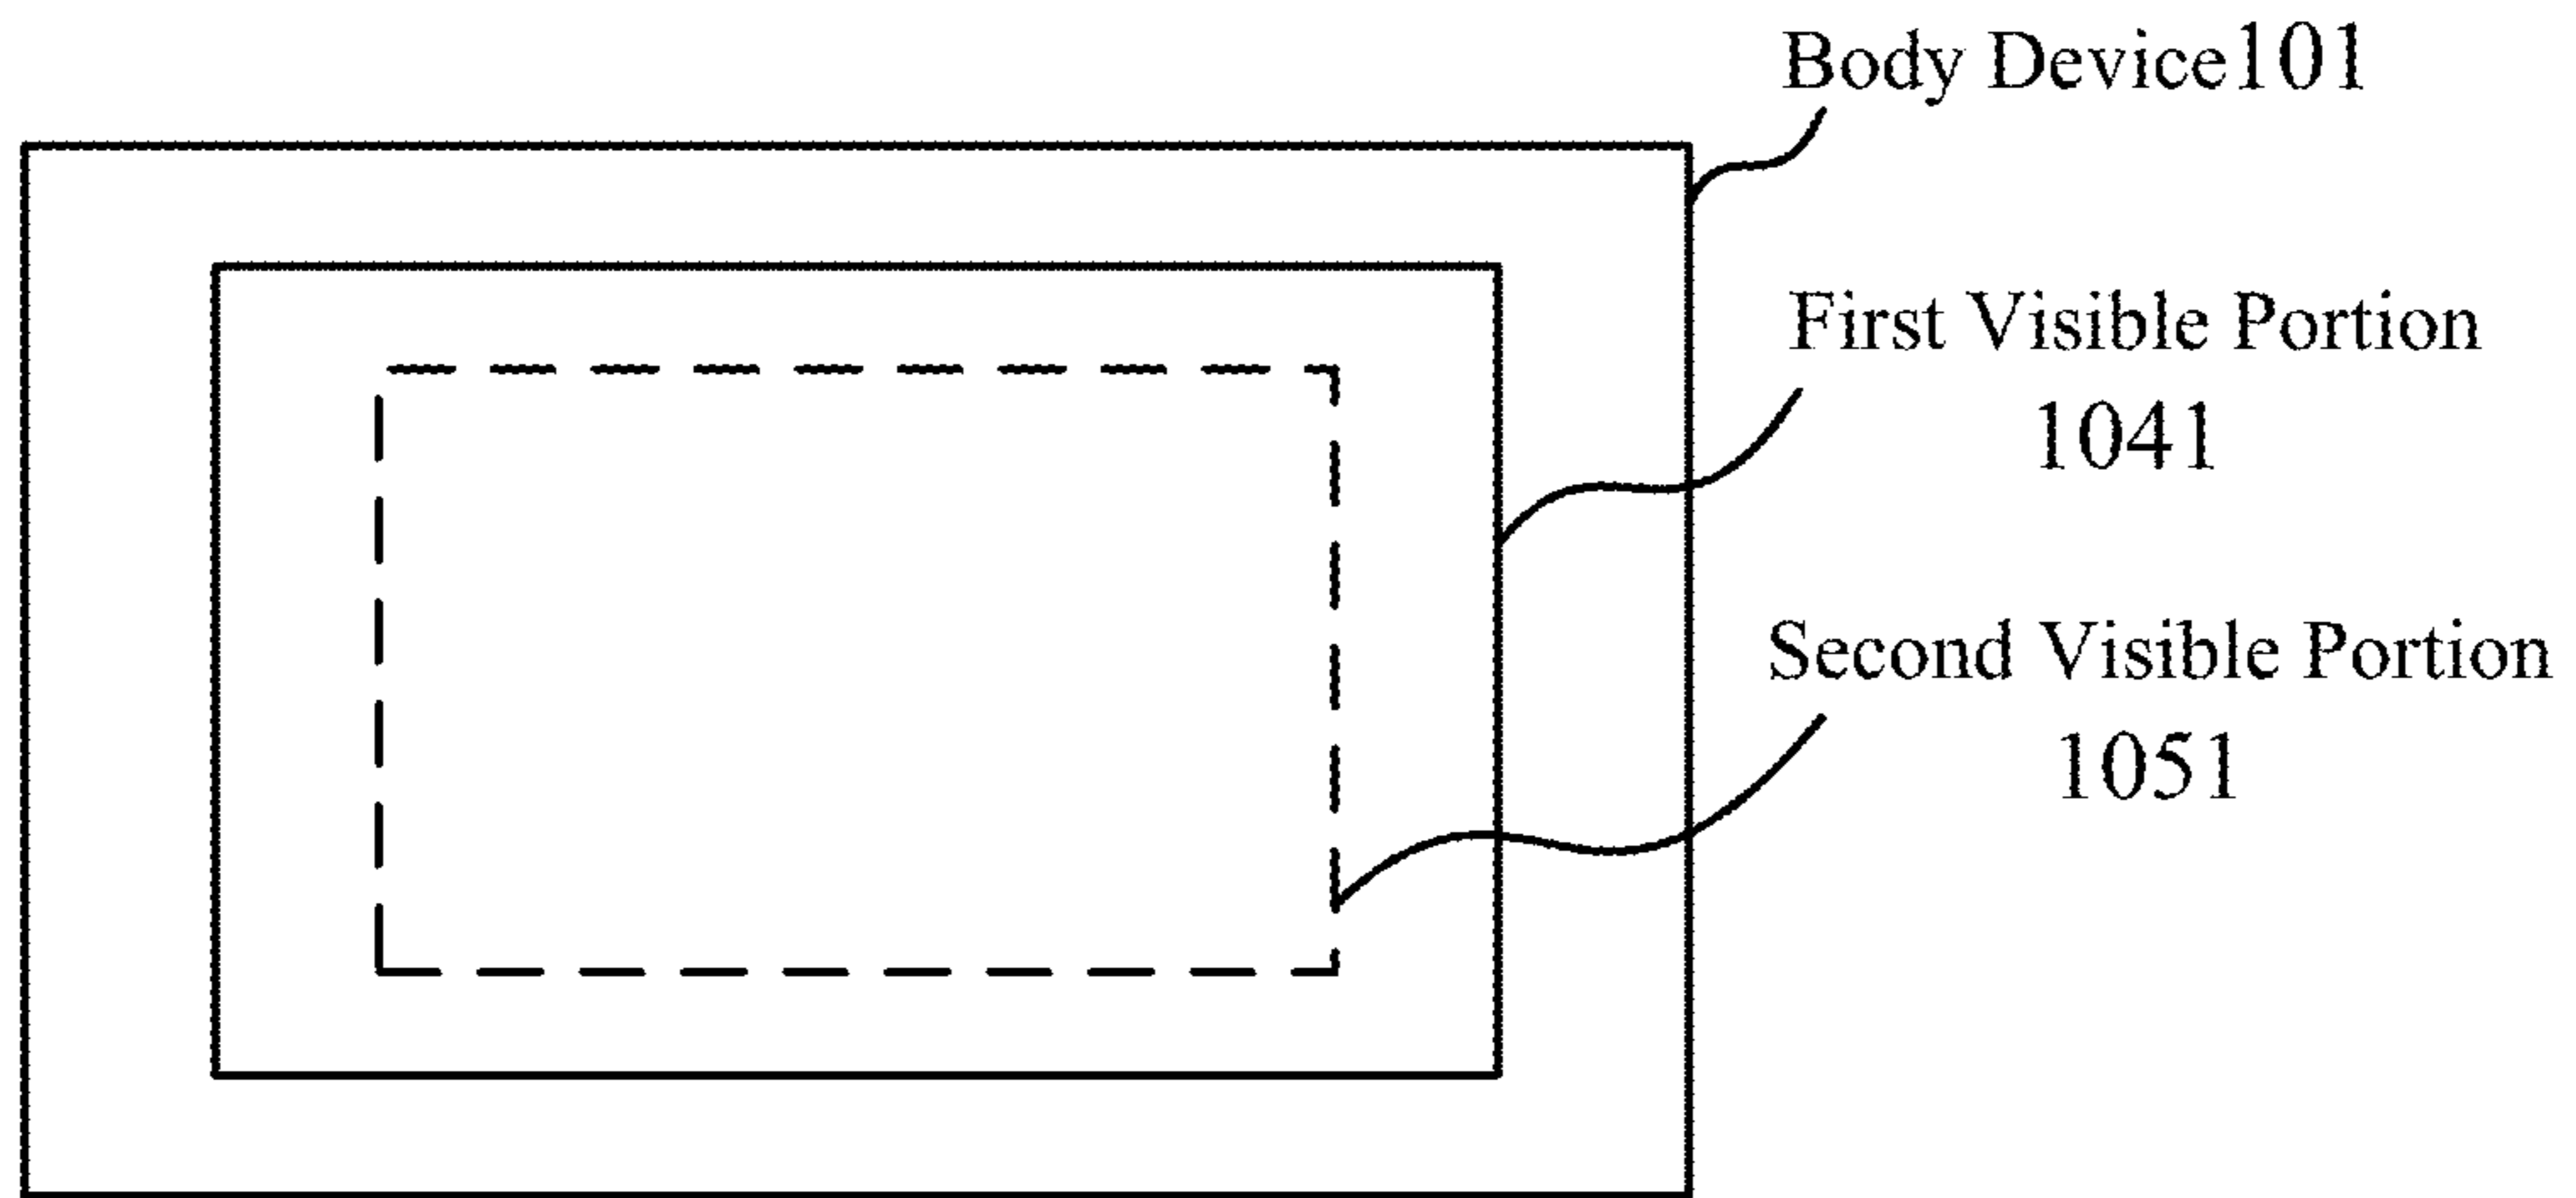 Body Device101
First Visible Portion
1041
Second Visible Portion
1051